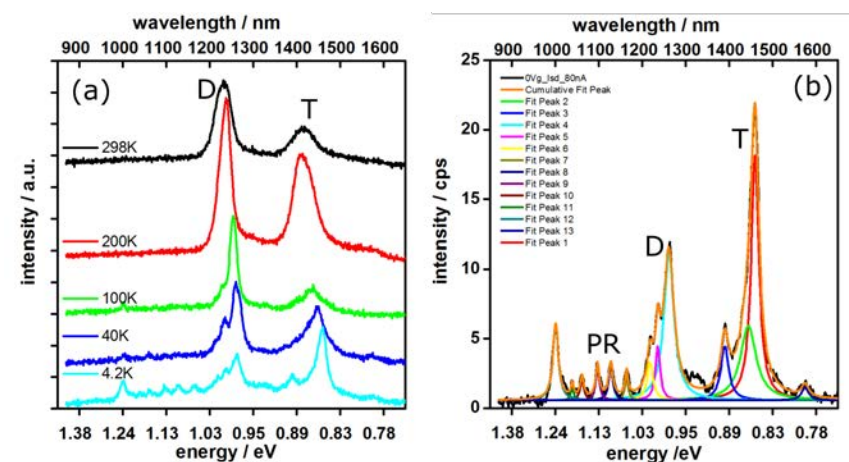 wavelength / nm
900 1000 1100 1200 1300 1400 1500 1600
(a)
D
T
298K
200K
100K
40K
4.2K
intensity / a.u.
1.38 1.24 1.13 1.03 0.95 0.89 0.83 0.78
energy /eV
wavelength / nm
900 1000 1100 1200 1300 1400 1500 1600
(b)
0Vg_Isd_80nA
Cumulative Fit Peak
Fit Peak 2
Fit Peak 3
Fit Peak 4
Fit Peak 5
Fit Peak 6
Fit Peak 7
Fit Peak 8
Fit Peak 9
Fit Peak 10
Fit Peak 11
Fit Peak 12
Fit Peak 13
Fit Peak 1
T
D
PR
25
20
15
10
5
0
intensity / cps
1.38 1.24 1.13 1.03 0.95 0.89 0.83 0.78
energy / eV